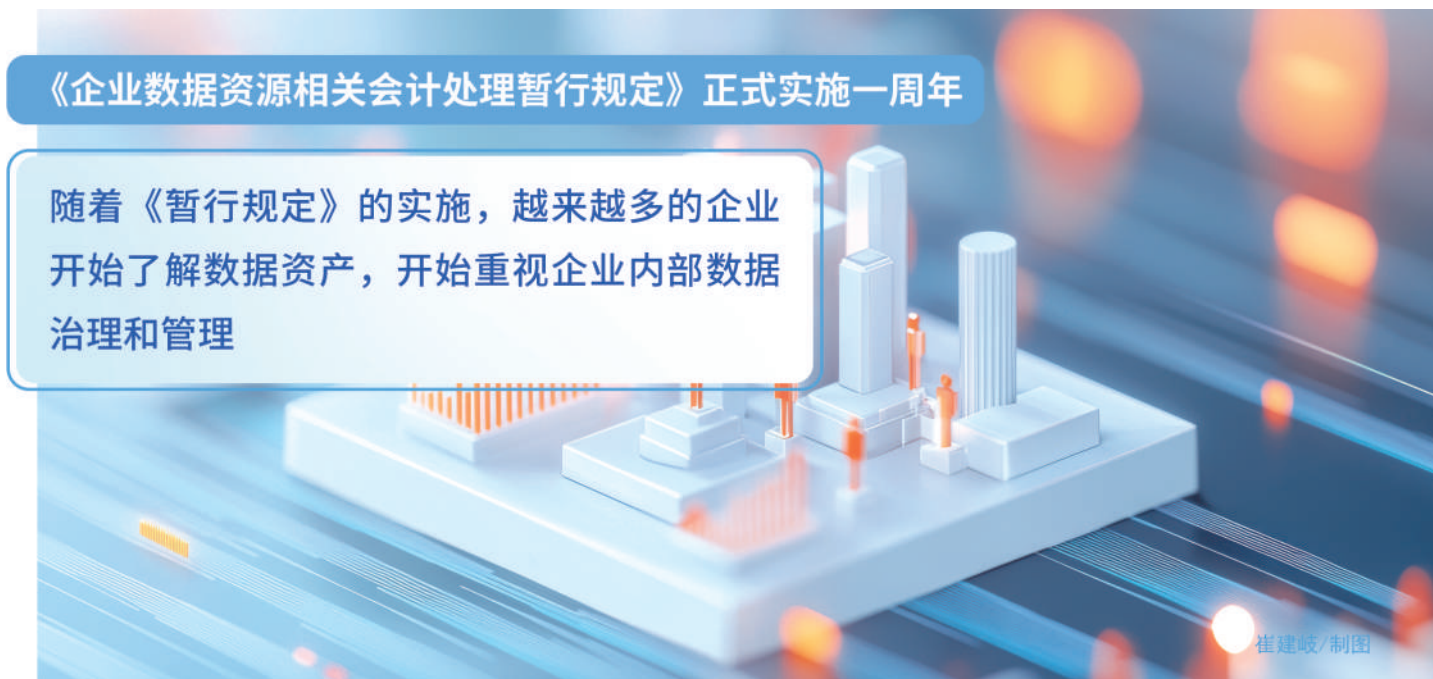 《企业数据资源相关会计处理暂行规定》正式实施一周年
随着《暂行规定》的实施，越来越多的企业
开始了解数据资产，开始重视企业内部数据
治理和管理
崔建岐/制图